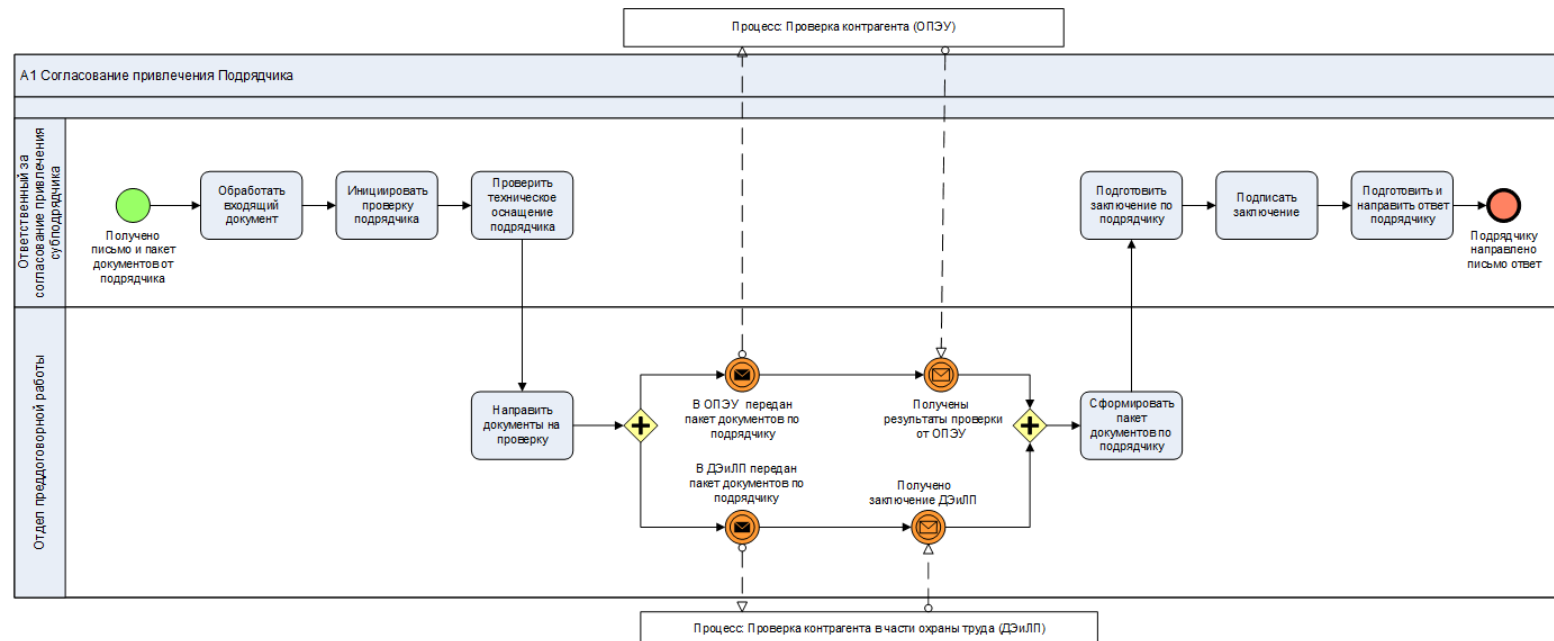 Процесс: Проверка контрагента (ОПЭУ)
А1 Согласование привлечения Подрядчика
Ответственный за
согласование привлечения
субподрядчика
Получено
письмо и пакет
документов от
подрядчика
Обработать
входящий
документ
Инициировать
проверку
подрядчика
Проверить
техническое
оснащение
подрядчика
Подготовить
заключение по
подрядчику
Подписать
заключение
Подготовить и
направить ответ
подрядчику
Подрядчику
направлено
письмо ответ
Отдел преддоговорной работы
Направить
документы на
проверку
В ОПЭУ передан
пакет документов по
подрядчику
Получены
результаты проверки
от ОПЭУ
В ДЭиЛП передан
пакет документов по
подрядчику
Получено
заключение ДЭиЛП
Сформировать
пакет
документов по
подрядчику
Процесс: Проверка контрагента в части охраны труда (ДЭиЛП)